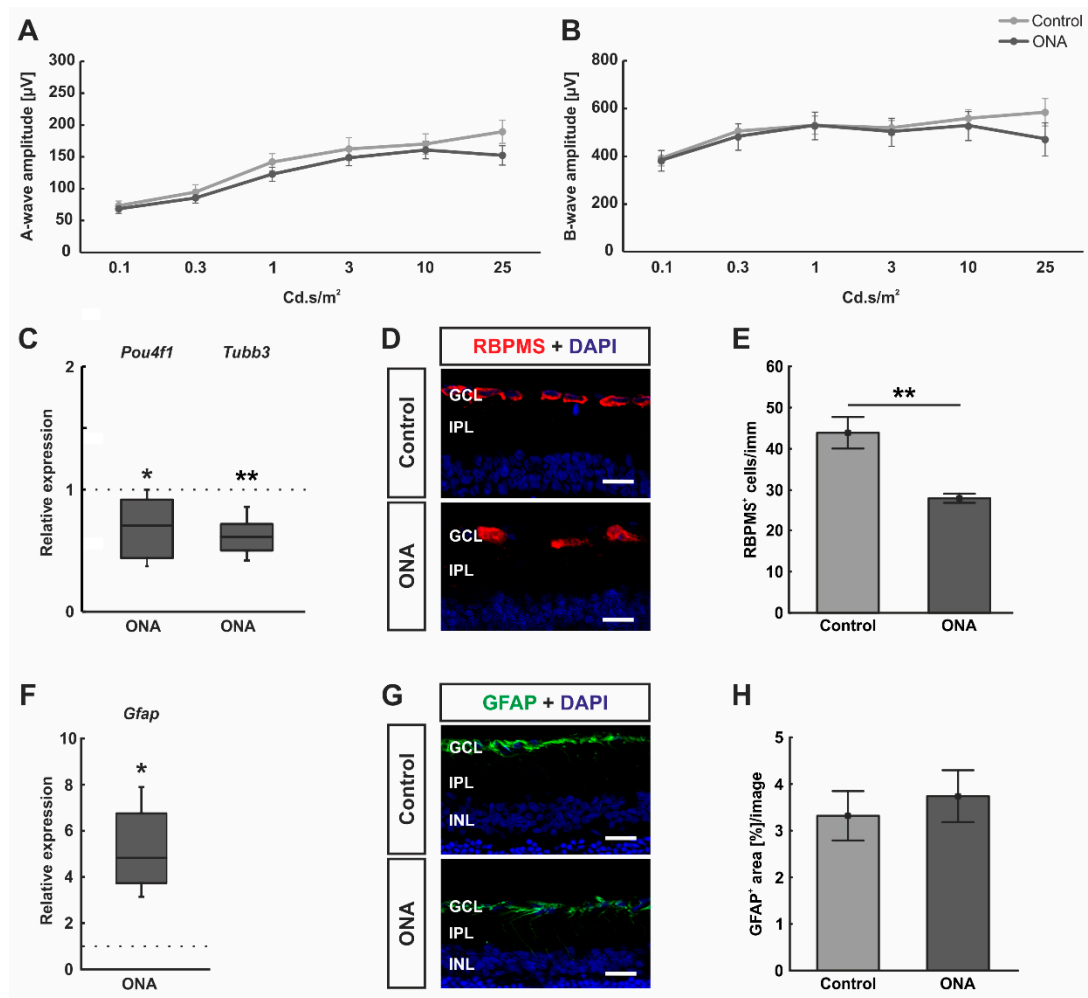 A
B
Control
ONA
A-wave amplitude [µV]
300
250
200
150
100
50
0
0.1 0.3 1 3 10 25
Cd.s/m²
B-wave amplitude [µV]
800
600
400
200
0
0.1 0.3 1 3 10 25
Cd.s/m²
C
Pou4f1 Tubb3
Relative expression
2
1
0
* **
ONA ONA
D
RBPMS + DAPI
Control
GCL
IPL
ONA
GCL
IPL
E
RBPMS⁺ cells/imm
60
50
40
30
20
10
0
**
Control ONA
F
Gfap
Relative expression
10
8
6
4
2
0
*
ONA
G
GFAP + DAPI
Control
GCL
IPL
INL
ONA
GCL
IPL
INL
H
GFAP⁺ area [%]/image
5
4
3
3
2
1
0
Control ONA